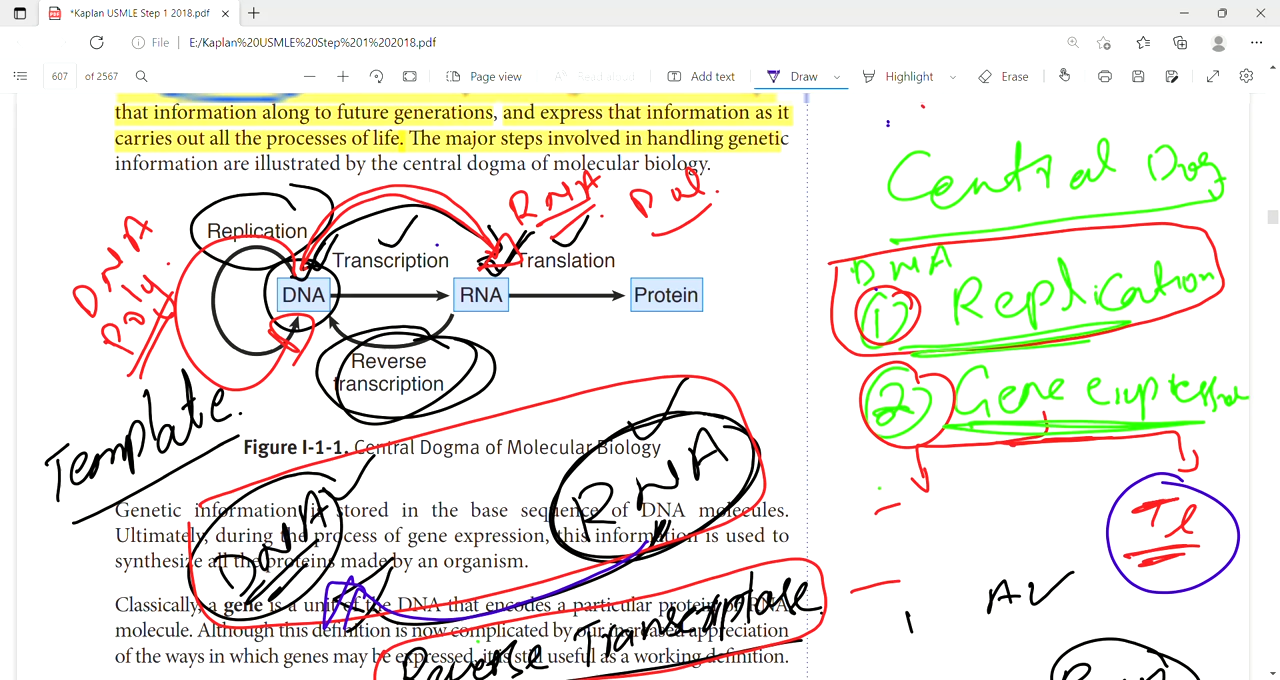 *Kaplan USMLE Step 1 2018.pdf
File E:/Kaplan%20USMLE%20Step%201%202018.pdf
607 of 2567 Page view Read aloud Add text Draw Highlight Erase
that information along to future generations, and express that information as it
carries out all the processes of life. The major steps involved in handling genetic
information are illustrated by the central dogma of molecular biology.
Replication
Transcription
Translation
DNA
RNA
Protein
Reverse
transcription
DNA
Poly
RNA Pol.
Template.
Figure I-1-1. Central Dogma of Molecular Biology
DNA
RNA
Genetic information is stored in the base sequence of DNA molecules.
Ultimately, during the process of gene expression, this information is used to
synthesize all the proteins made by an organism.
Classically, a gene is a unit of the DNA that encodes a particular protein or RNA
molecule. Although this definition is now complicated by our increased appreciation
of the ways in which genes may be expressed, it is still useful as a working definition.
Reverse Transcriptase
Central Dog
DNA
1 Replication
2 Gene
Tl